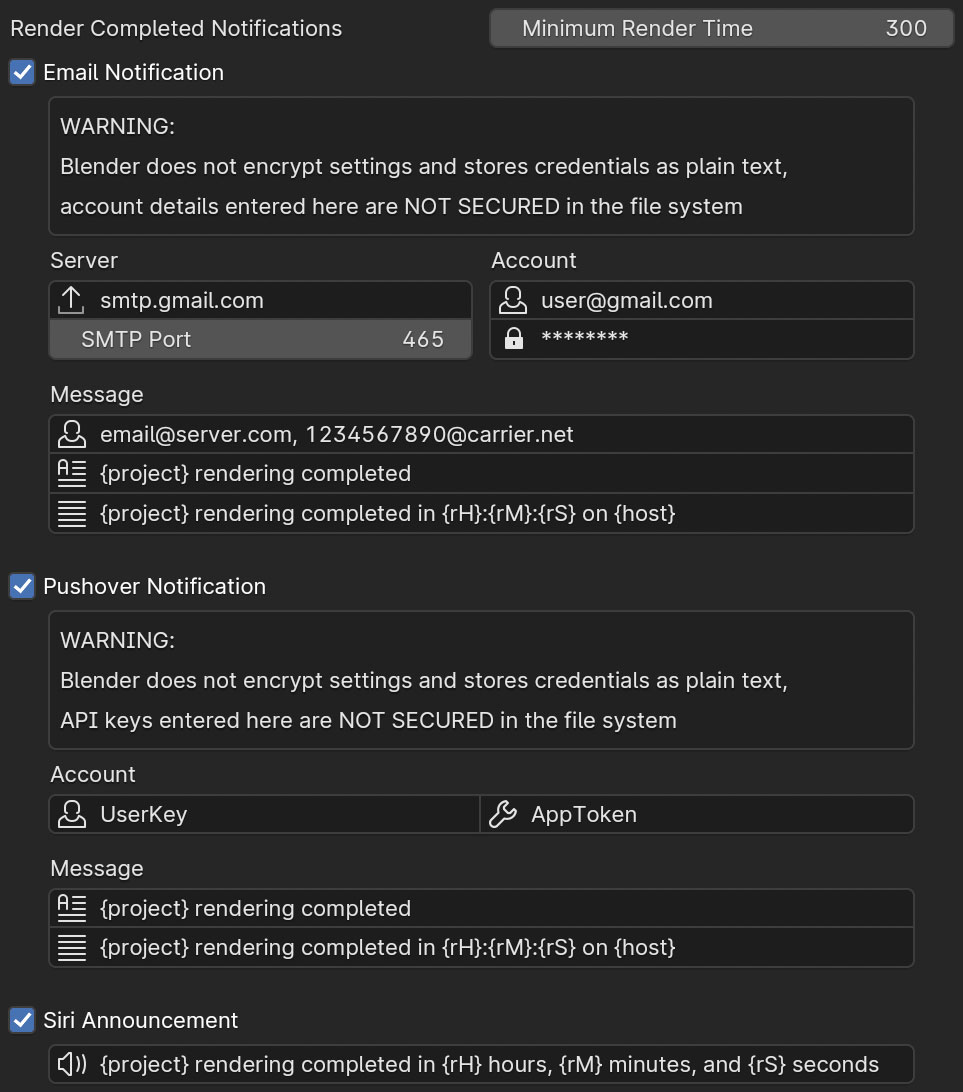 Render Completed Notifications
Minimum Render Time 300
Email Notification
WARNING:
Blender does not encrypt settings and stores credentials as plain text,
account details entered here are NOT SECURED in the file system
Server
Account
smtp.gmail.com
user@gmail.com
SMTP Port 465
********
Message
email@server.com, 1234567890@carrier.net
{project} rendering completed
{project} rendering completed in {rH}:{rM}:{rS} on {host}
Pushover Notification
WARNING:
Blender does not encrypt settings and stores credentials as plain text,
API keys entered here are NOT SECURED in the file system
Account
UserKey
AppToken
Message
{project} rendering completed
{project} rendering completed in {rH}:{rM}:{rS} on {host}
Siri Announcement
{project} rendering completed in {rH} hours, {rM} minutes, and {rS} seconds